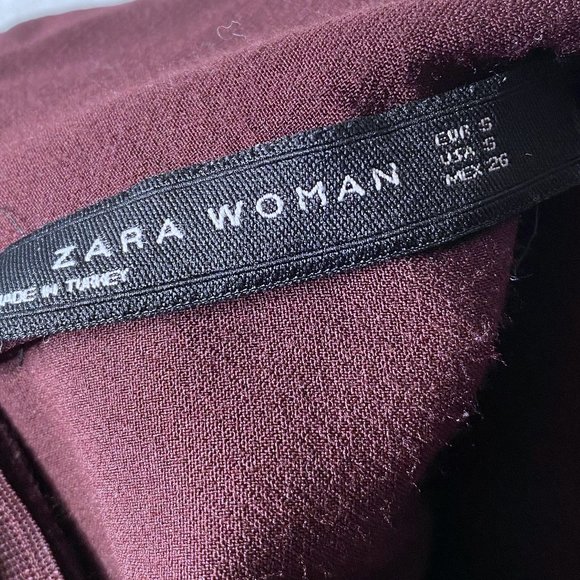 ZARA WOMAN
MADE IN TURKEY
EUR S
USA S
MEX 26